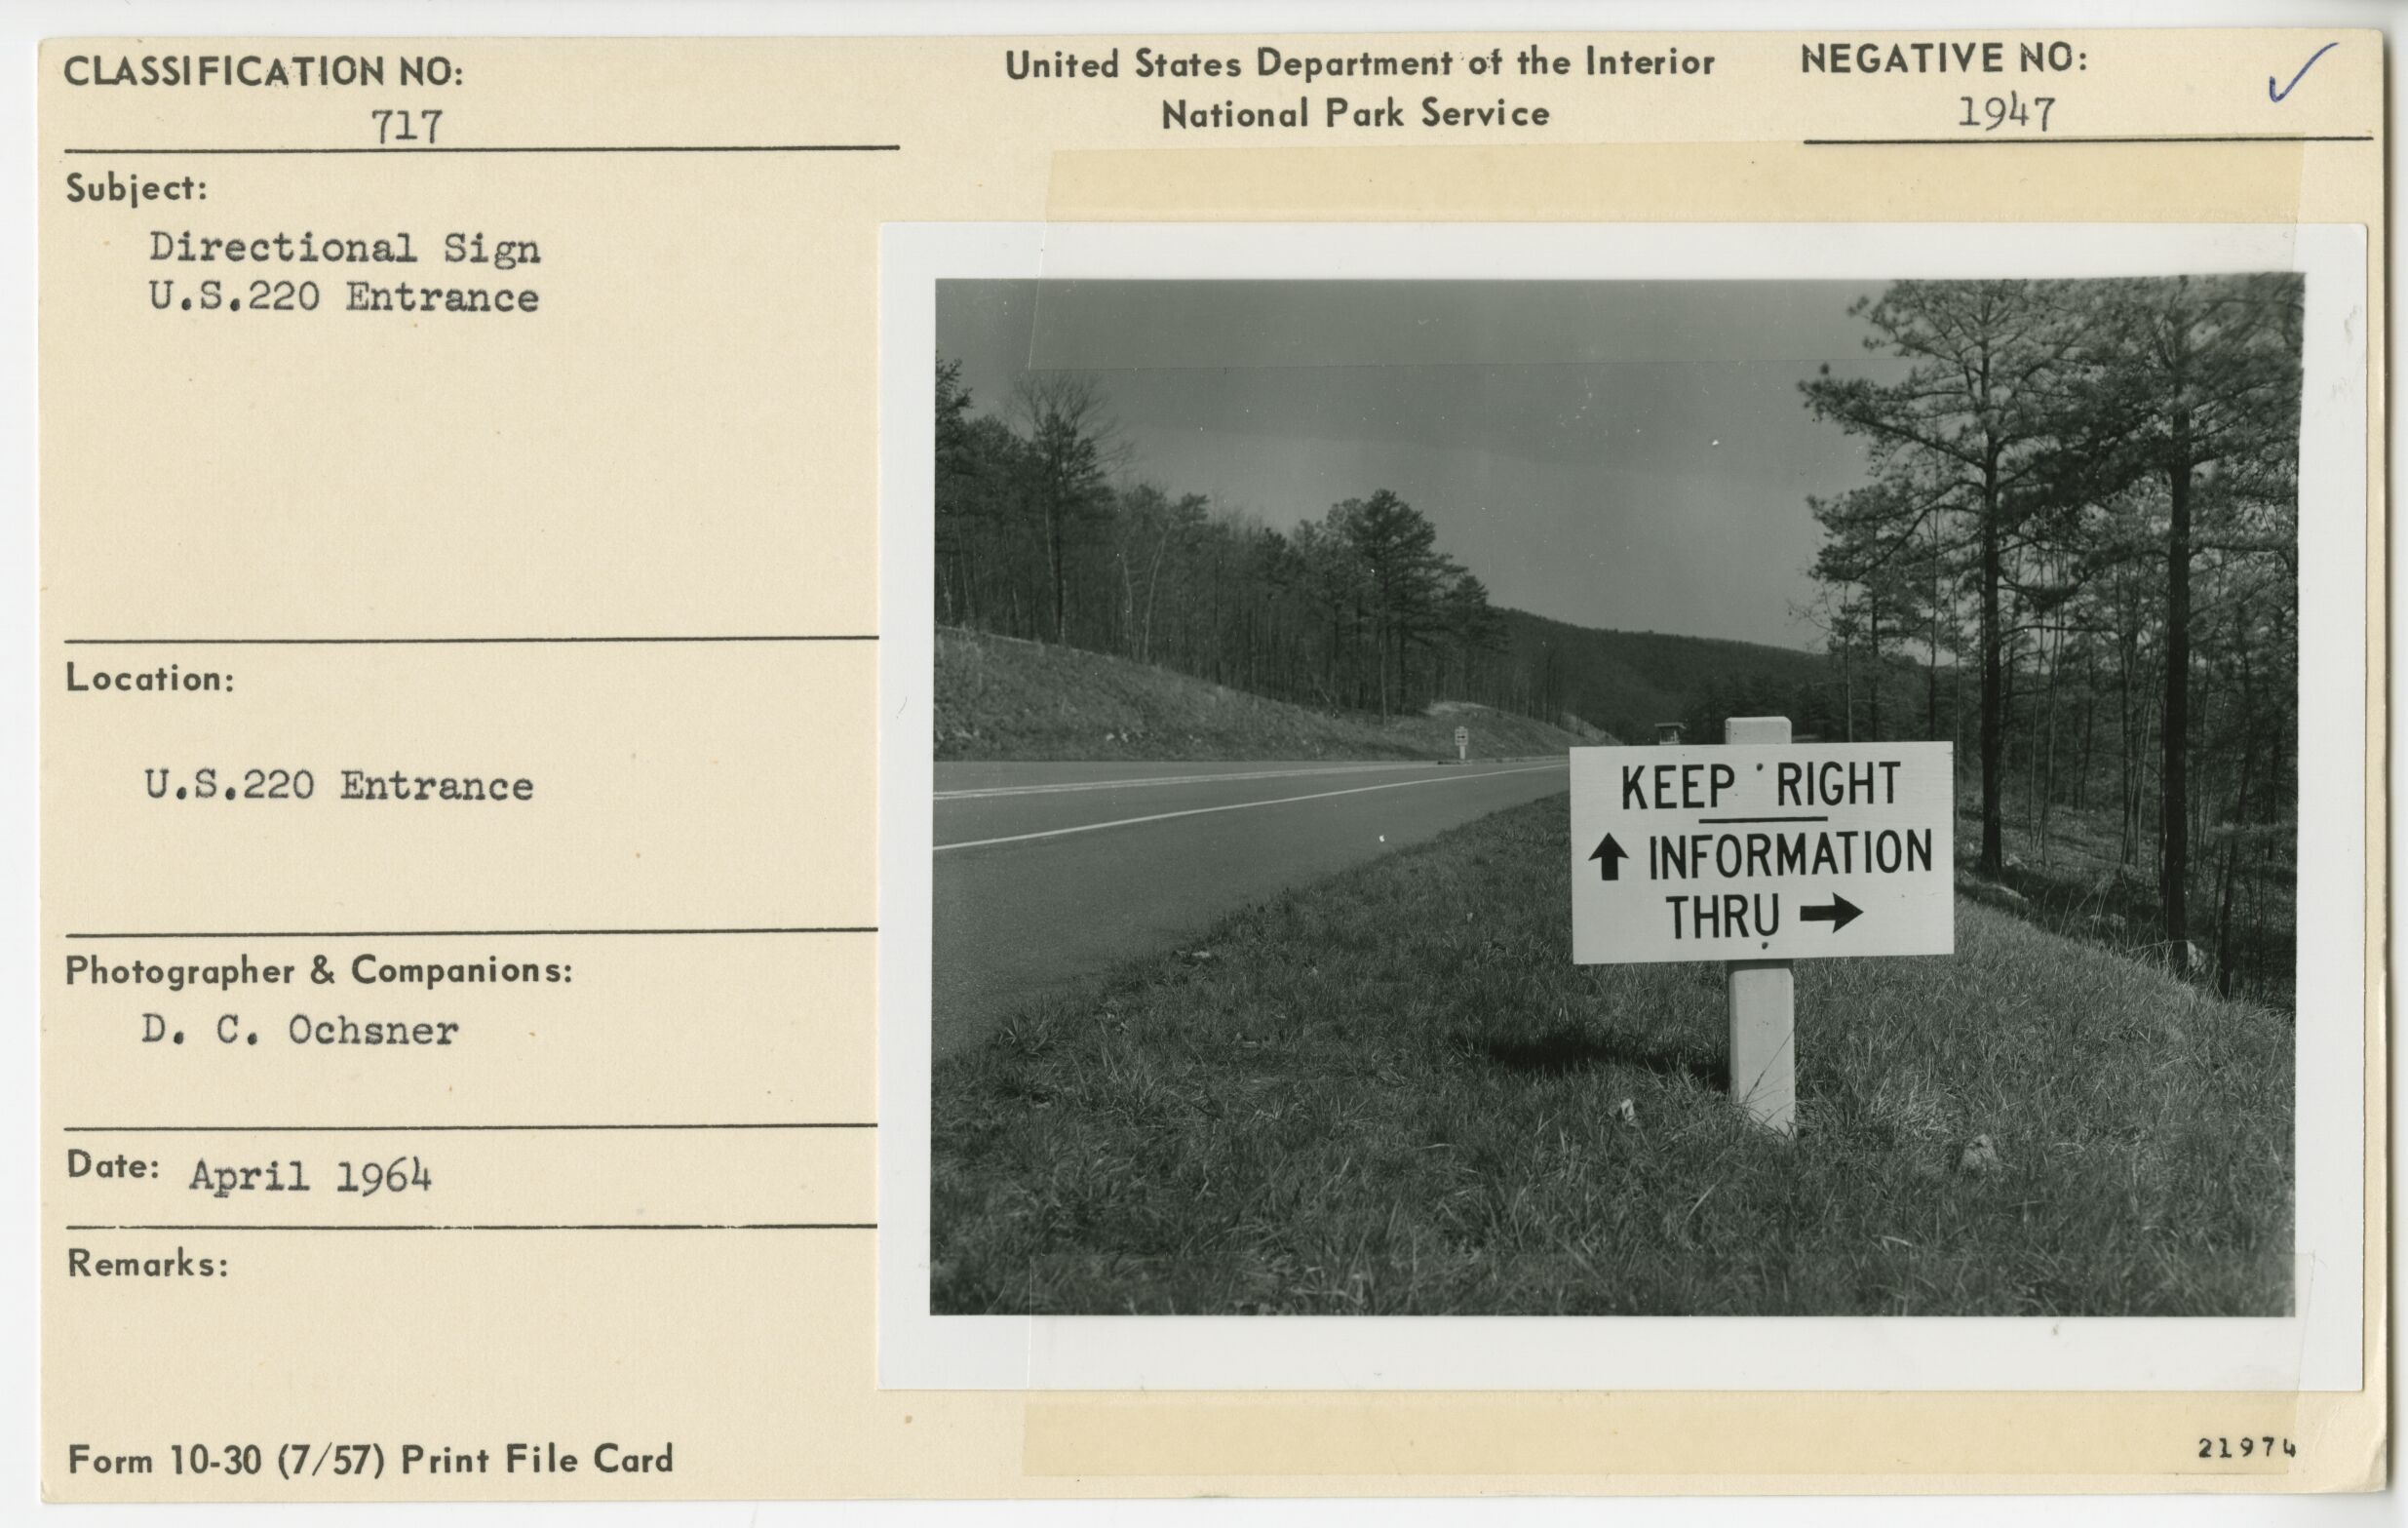 CLASSIFICATION NO:
717
United States Department of the Interior
National Park Service
NEGATIVE NO:
1947
Subject:
Directional Sign
U.S.220 Entrance
Location:
U.S.220 Entrance
Photographer & Companions:
D. C. Ochsner
Date: April 1964
Remarks:
Form 10-30 (7/57) Print File Card
KEEP RIGHT
↑ INFORMATION
THRU →
21974